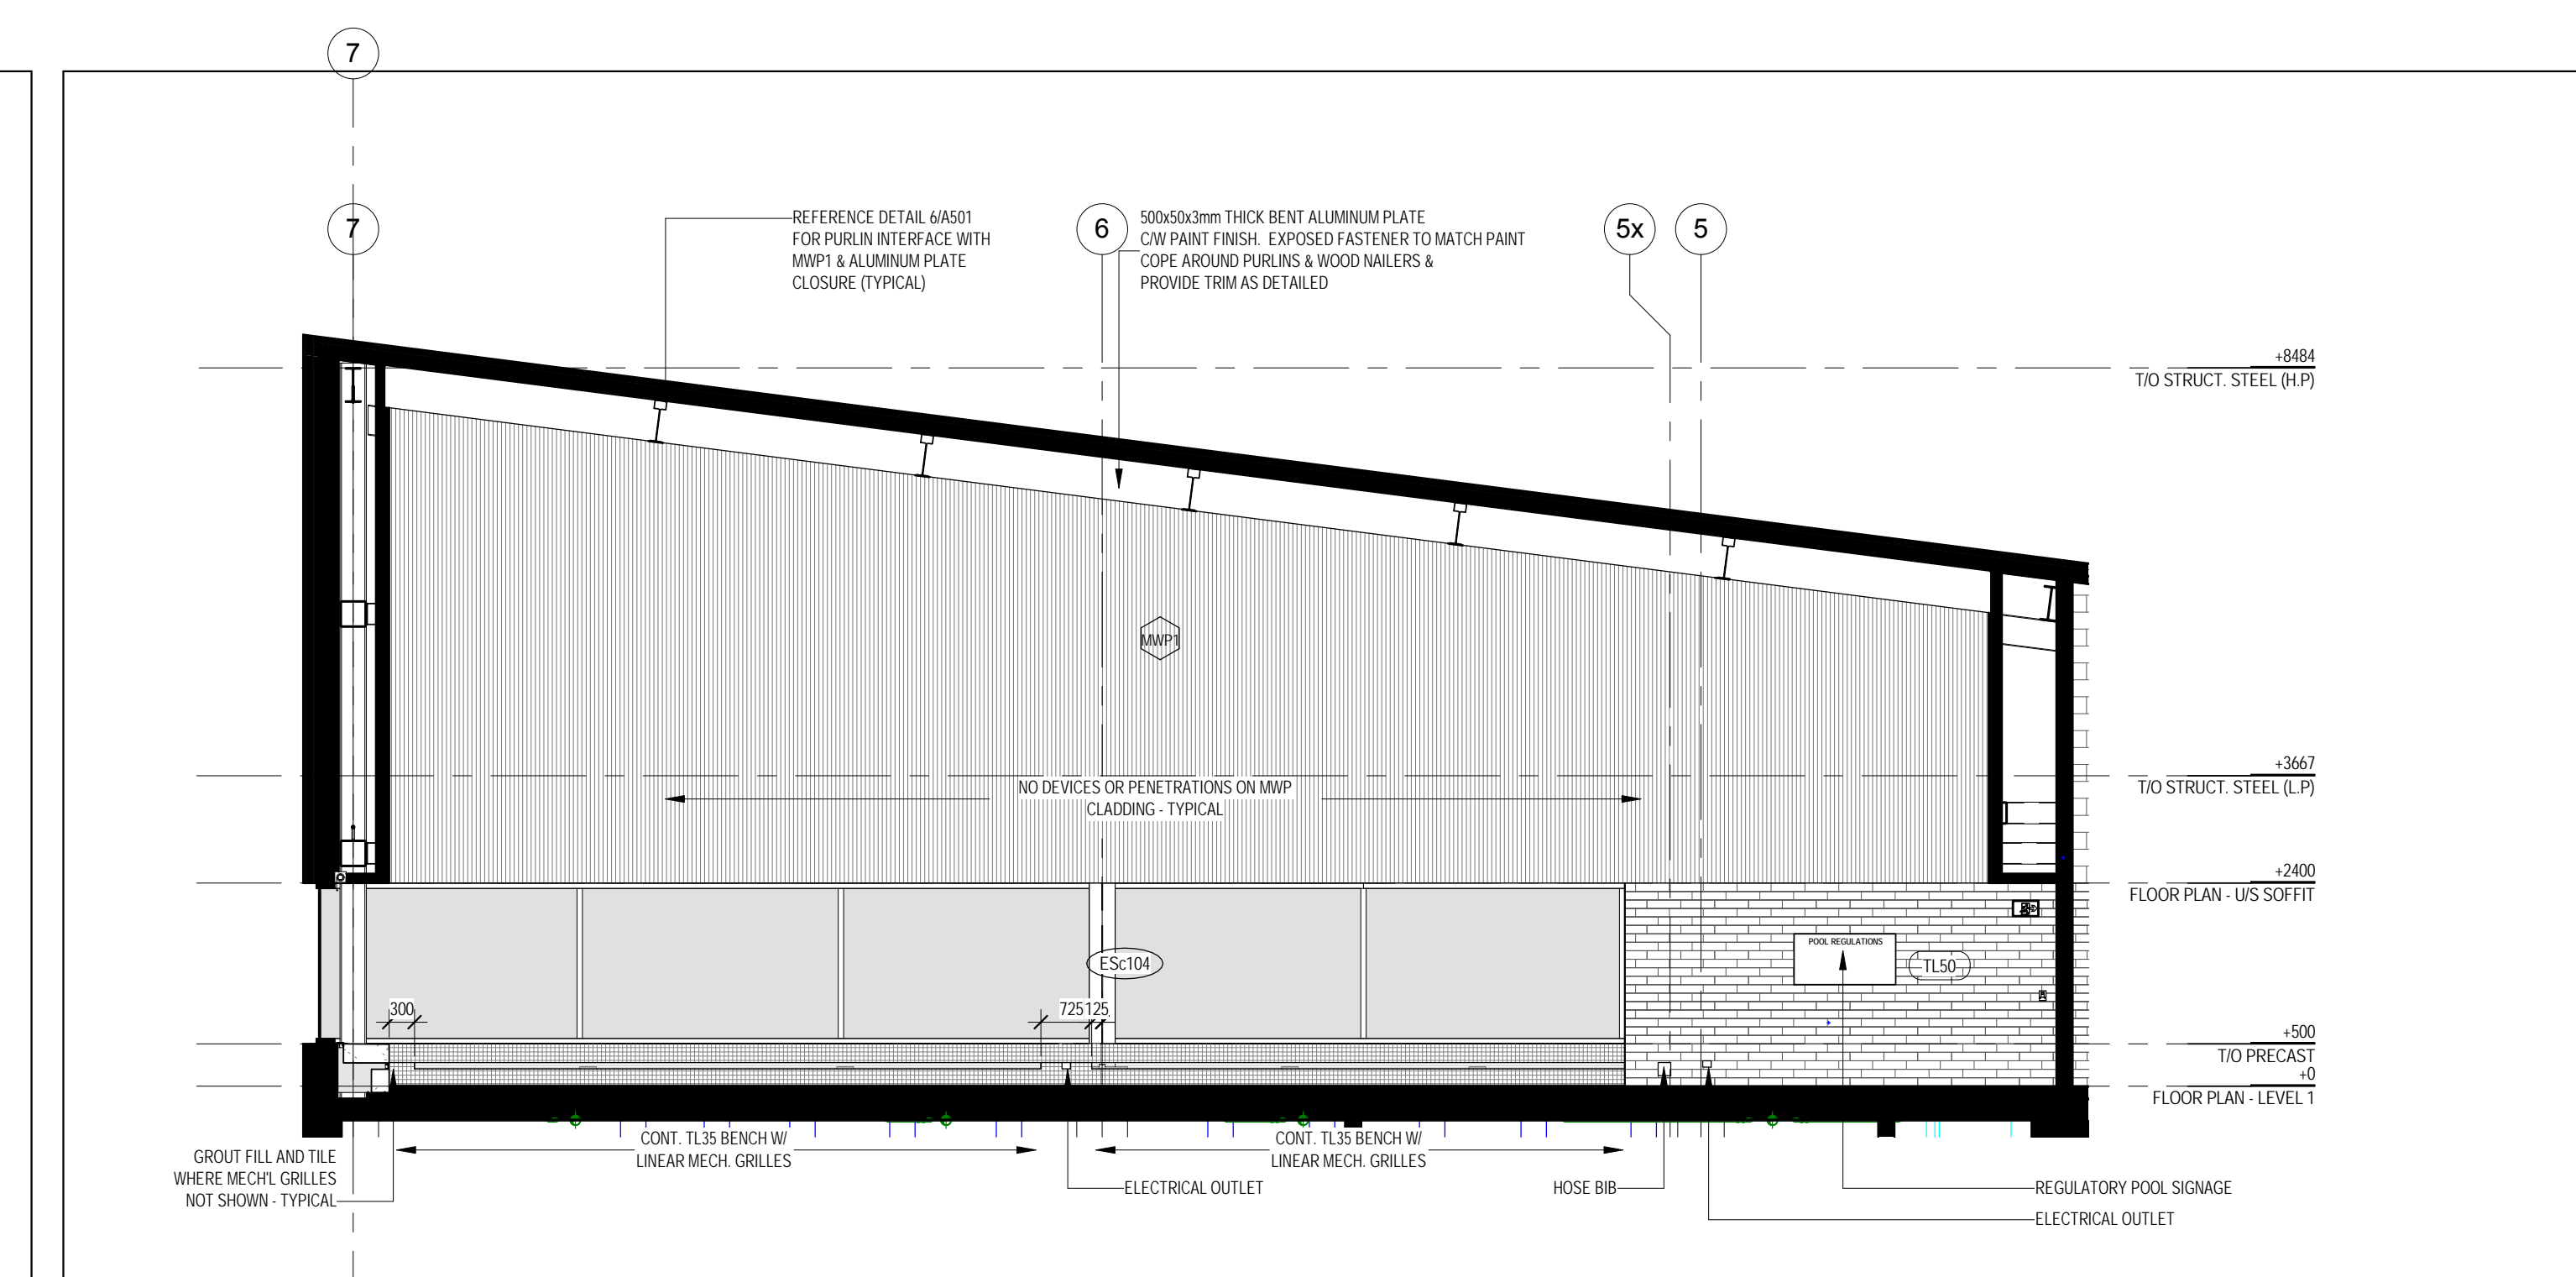 7
7
REFERENCE DETAIL 6/A501
FOR PURLIN INTERFACE WITH
MWP1 & ALUMINUM PLATE
CLOSURE (TYPICAL)
6
500x50x3mm THICK BENT ALUMINUM PLATE
C/W PAINT FINISH. EXPOSED FASTENER TO MATCH PAINT
COPE AROUND PURLINS & WOOD NAILERS &
PROVIDE TRIM AS DETAILED
5x
5
+8484
T/O STRUCT. STEEL (H.P)
MWP1
+3667
T/O STRUCT. STEEL (L.P)
NO DEVICES OR PENETRATIONS ON MWP
CLADDING - TYPICAL
+2400
FLOOR PLAN - U/S SOFFIT
POOL REGULATIONS
ESc104
TL50
300
725
125
+500
T/O PRECAST
+0
FLOOR PLAN - LEVEL 1
CONT. TL35 BENCH W/
LINEAR MECH. GRILLES
CONT. TL35 BENCH W/
LINEAR MECH. GRILLES
GROUT FILL AND TILE
WHERE MECH'L GRILLES
NOT SHOWN - TYPICAL
ELECTRICAL OUTLET
HOSE BIB
REGULATORY POOL SIGNAGE
ELECTRICAL OUTLET